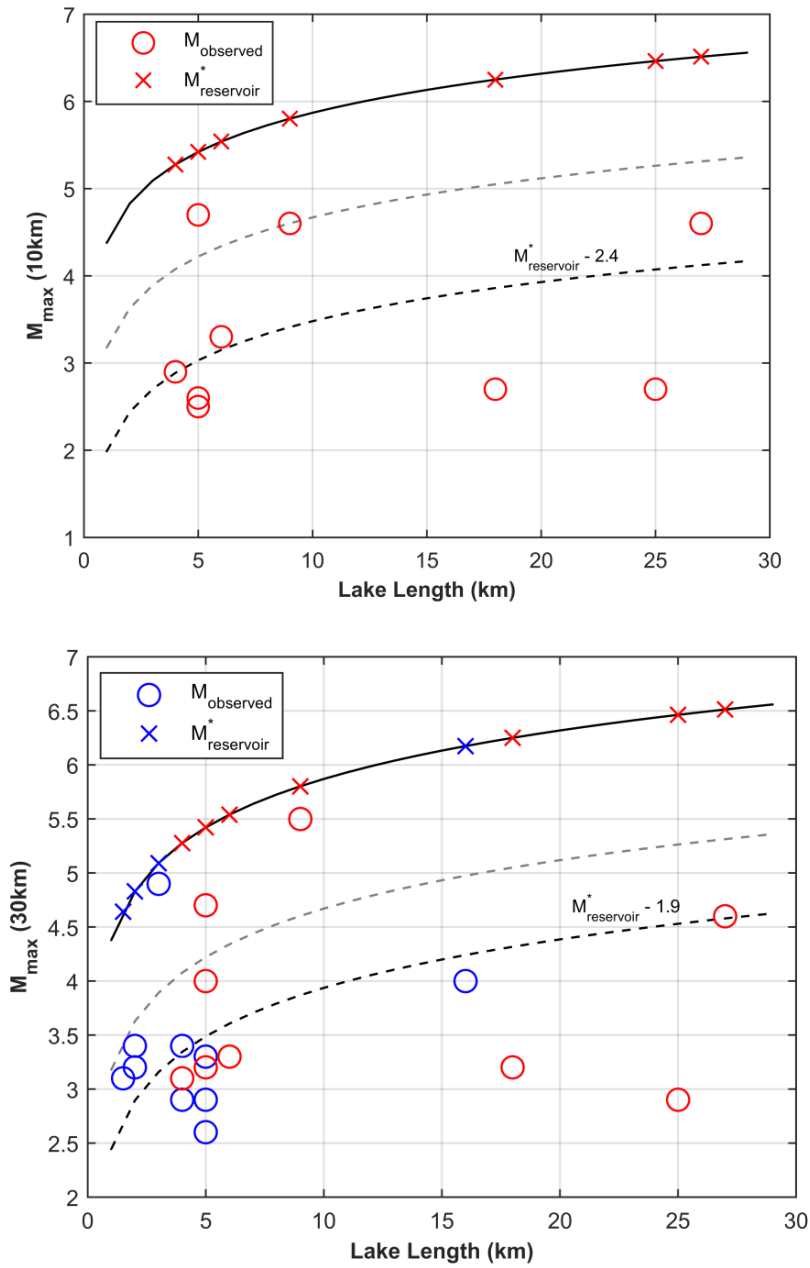 7
M_observed
M*_reservoir
6
5
M*_reservoir - 2.4
4
3
2
1
M_max (10km)
0 5 10 15 20 25 30
Lake Length (km)
7
M_observed
M*_reservoir
6.5
6
5.5
5
M*_reservoir - 1.9
4.5
4
3.5
3
2.5
2
M_max (30km)
0 5 10 15 20 25 30
Lake Length (km)